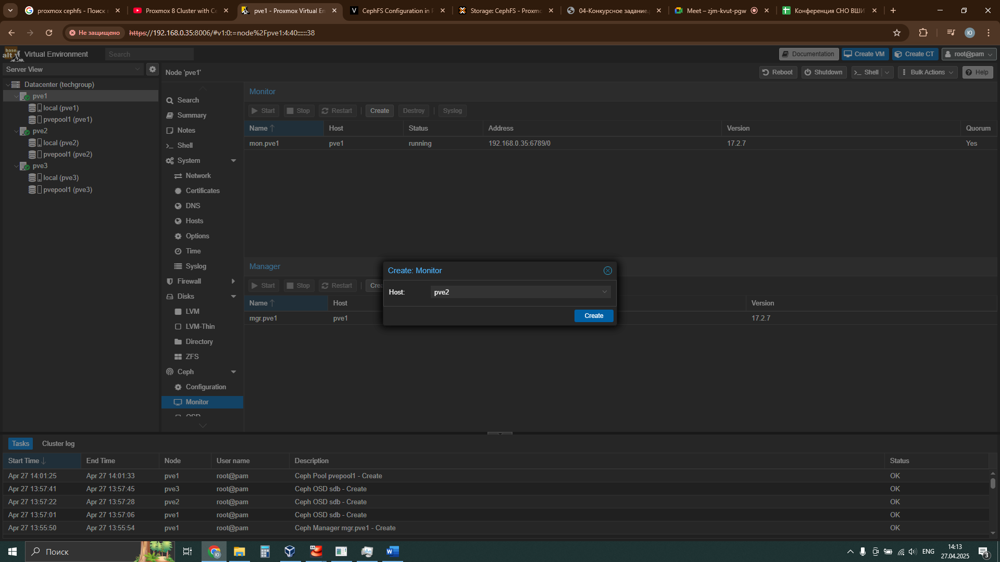 proxmox cephfs - Поиск в
Proxmox 8 Cluster with Ce
pve1 - Proxmox Virtual En
CephFS Configuration in P
Storage: CephFS - Proxmo
04-Конкурсное задание.
Meet – zjm-kvut-pgw
Конференция СНО ВШИ
Не защищено
https://192.168.0.35:8006/#v1:0:=node%2Fpve1:4:40::::::38
base alt
Virtual Environment
Search
Documentation
Create VM
Create CT
root@pam
Server View
Node 'pve1'
Reboot
Shutdown
Shell
Bulk Actions
Help
Datacenter (techgroup)
pve1
local (pve1)
pvepool1 (pve1)
pve2
local (pve2)
pvepool1 (pve2)
pve3
local (pve3)
pvepool1 (pve3)
Search
Summary
Notes
Shell
System
Network
Certificates
DNS
Hosts
Options
Time
Syslog
Firewall
Disks
LVM
LVM-Thin
Directory
ZFS
Ceph
Configuration
Monitor
OSD
Monitor
Start Stop Restart Create Destroy Syslog
Name Host Status Address Version Quorum
mon.pve1 pve1 running 192.168.0.35:6789/0 17.2.7 Yes
Manager
Start Stop Restart Crea
Name Host Version
mgr.pve1 pve1 17.2.7
Create: Monitor
Host: pve2
Create
Tasks Cluster log
Start Time End Time Node User name Description Status
Apr 27 14:01:25 Apr 27 14:01:33 pve1 root@pam Ceph Pool pvepool1 - Create OK
Apr 27 13:57:41 Apr 27 13:57:45 pve3 root@pam Ceph OSD sdb - Create OK
Apr 27 13:57:22 Apr 27 13:57:28 pve2 root@pam Ceph OSD sdb - Create OK
Apr 27 13:57:01 Apr 27 13:57:06 pve1 root@pam Ceph OSD sdb - Create OK
Apr 27 13:55:50 Apr 27 13:55:54 pve1 root@pam Ceph Manager mgr.pve1 - Create OK
Поиск
ENG
14:13
27.04.2025
3